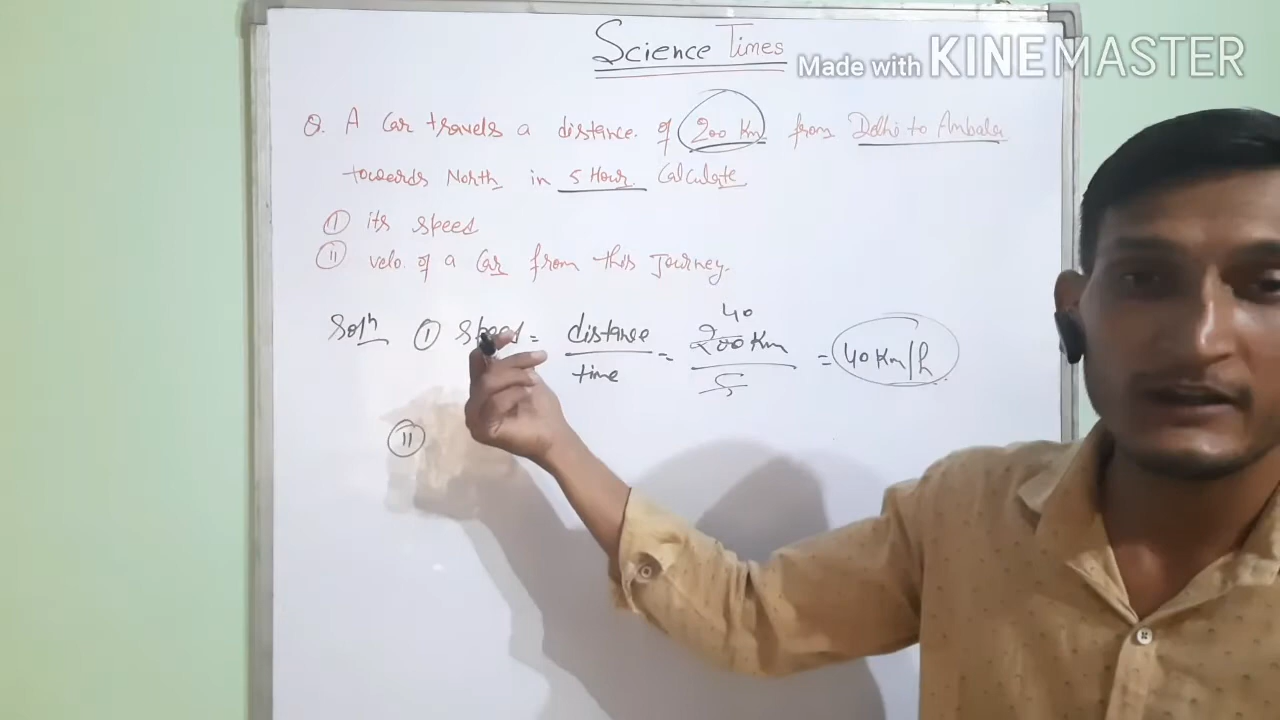 Science Times
Made with KINEMASTER
Q. A Car travels a distance of 200 Km from Delhi to Ambala
towards North in 5 Hour Calculate
I its speed
II velo. of a Car from this Journey.
Soln I Speed = distance / time = 200 Km / 5 = 40 Km/h
40
II